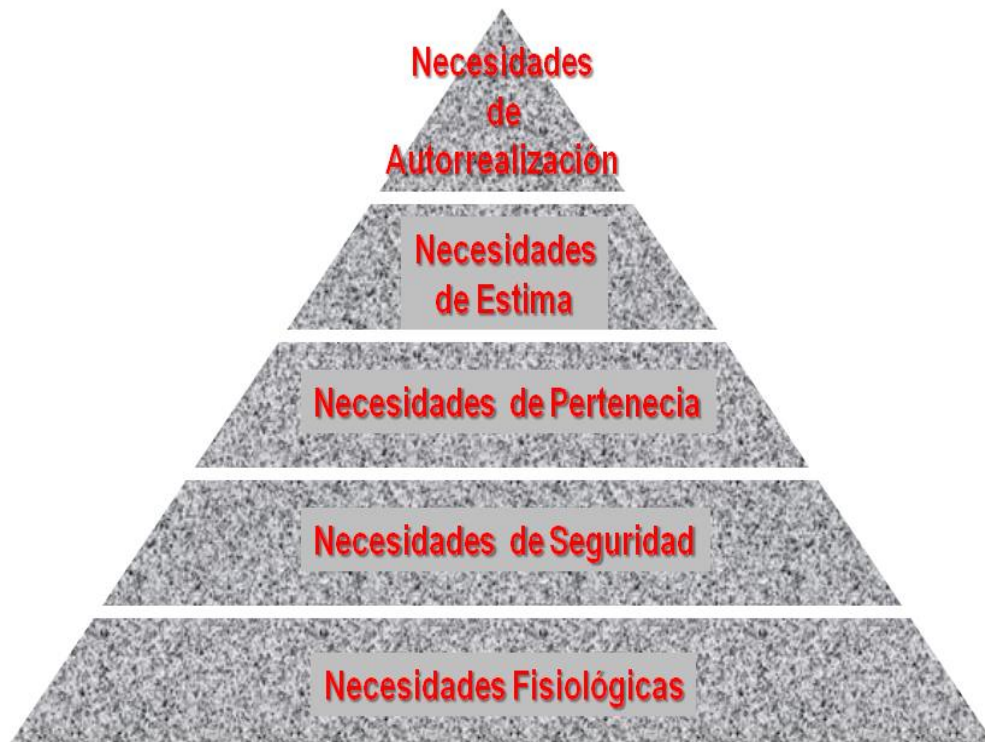 Necesidades
de
Autorrealización
Necesidades
de Estima
Necesidades de Pertenecia
Necesidades de Seguridad
Necesidades Fisiológicas